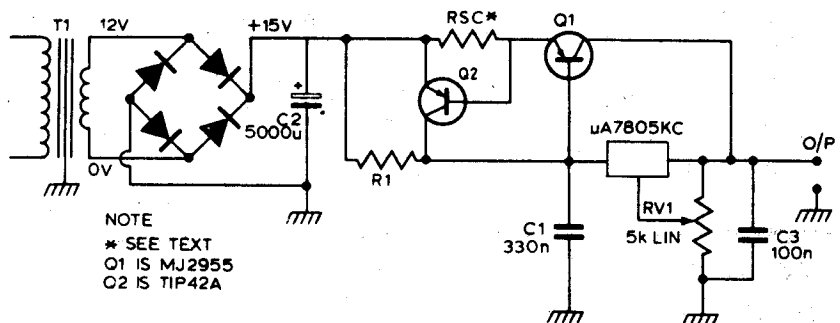 T1
12V
0V
+15V
+
C2
5000u
RSC*
Q1
Q2
R1
µA7805KC
O/P
C1
330n
RV1
5k LIN
C3
100n
NOTE
* SEE TEXT
Q1 IS MJ2955
Q2 IS TIP42A